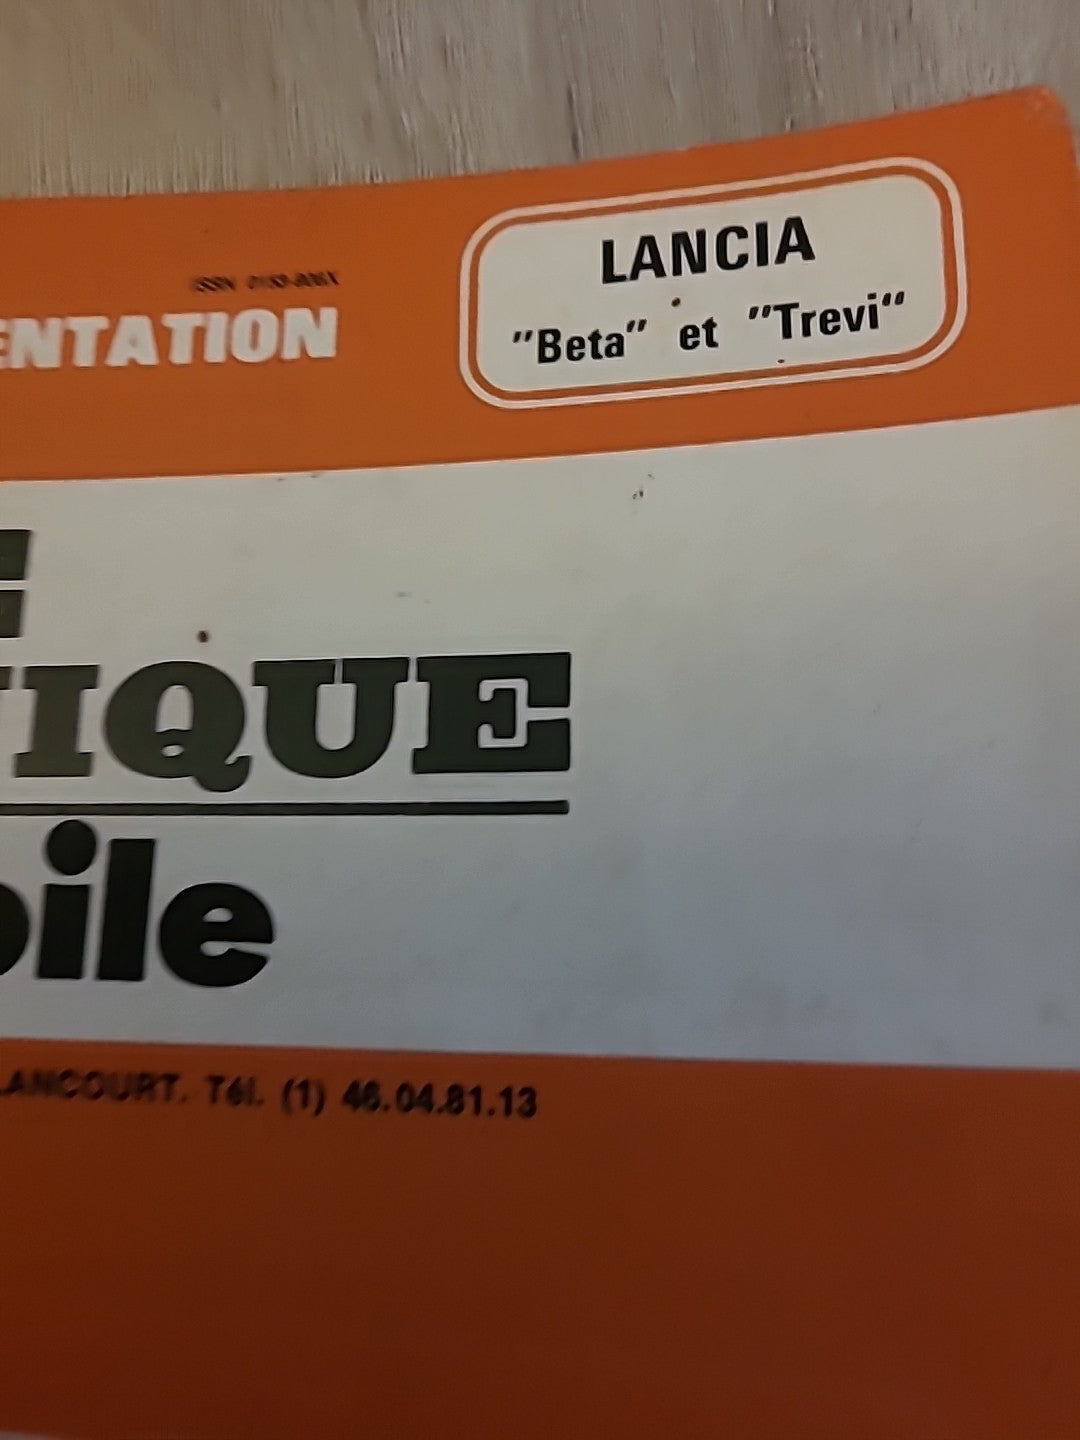 LANCIA
"Beta" et "Trevi"
ENTATION
IQUE
bile
LANCOURT. Tél. (1) 46.04.81.13